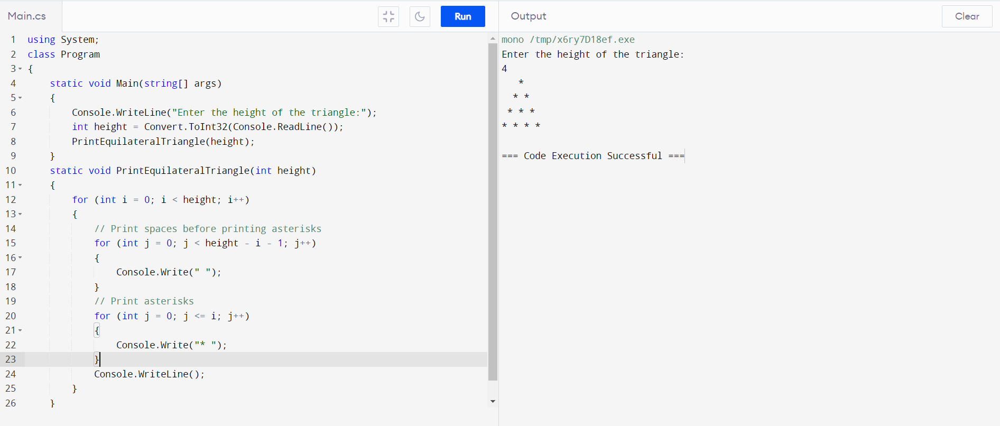 Main.cs
Run
Output
Clear
1 using System;
2 class Program
3 {
4     static void Main(string[] args)
5     {
6         Console.WriteLine("Enter the height of the triangle:");
7         int height = Convert.ToInt32(Console.ReadLine());
8         PrintEquilateralTriangle(height);
9     }
10     static void PrintEquilateralTriangle(int height)
11     {
12         for (int i = 0; i < height; i++)
13         {
14             // Print spaces before printing asterisks
15             for (int j = 0; j < height - i - 1; j++)
16             {
17                 Console.Write(" ");
18             }
19             // Print asterisks
20             for (int j = 0; j <= i; j++)
21             {
22                 Console.Write("* ");
23             }
24             Console.WriteLine();
25         }
26     }
mono /tmp/x6ry7D18ef.exe
Enter the height of the triangle:
4
   *
  * *
 * * *
* * * *
=== Code Execution Successful ===